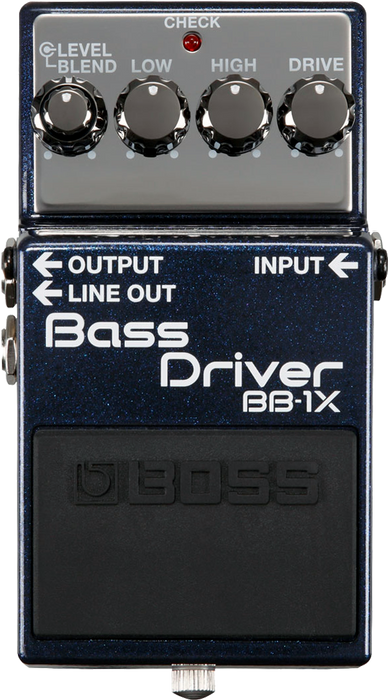 CHECK
LEVEL
BLEND
LOW
HIGH
DRIVE
OUTPUT
INPUT
LINE OUT
Bass
Driver
BB-1X
BOSS